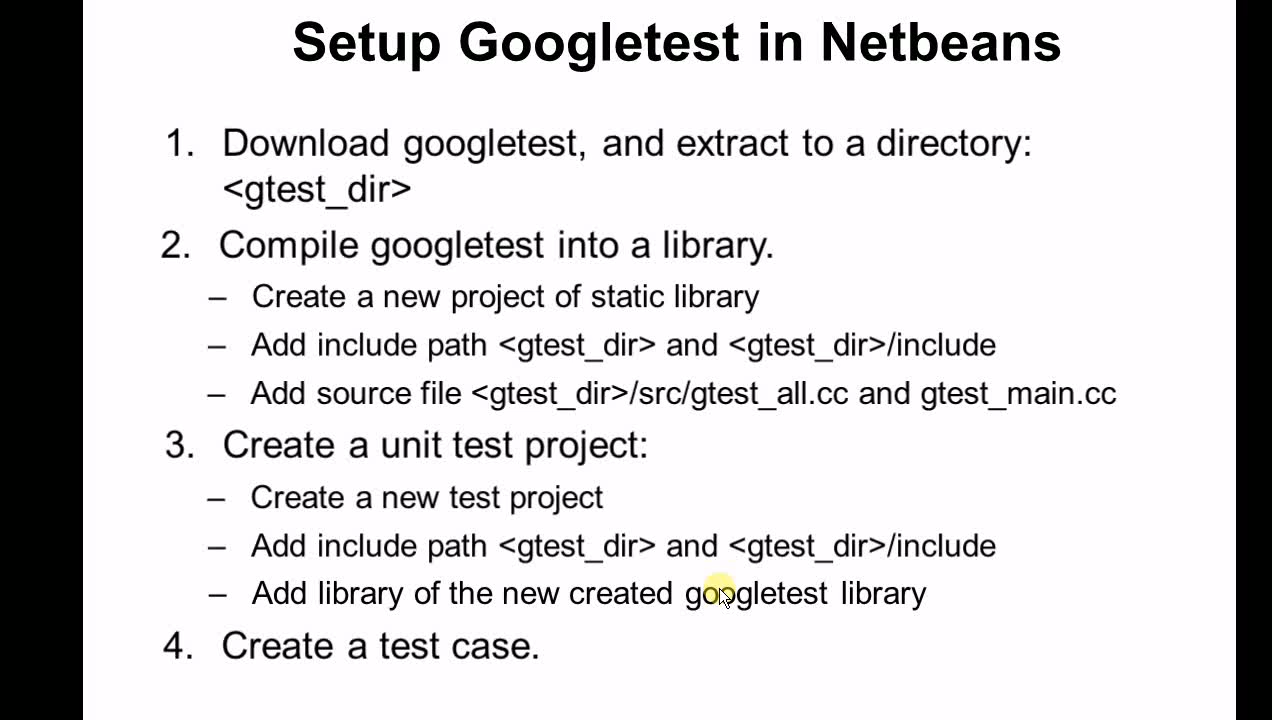 Setup Googletest in Netbeans
1. Download googletest, and extract to a directory:
<gtest_dir>
2. Compile googletest into a library.
– Create a new project of static library
– Add include path <gtest_dir> and <gtest_dir>/include
– Add source file <gtest_dir>/src/gtest_all.cc and gtest_main.cc
3. Create a unit test project:
– Create a new test project
– Add include path <gtest_dir> and <gtest_dir>/include
– Add library of the new created googletest library
4. Create a test case.